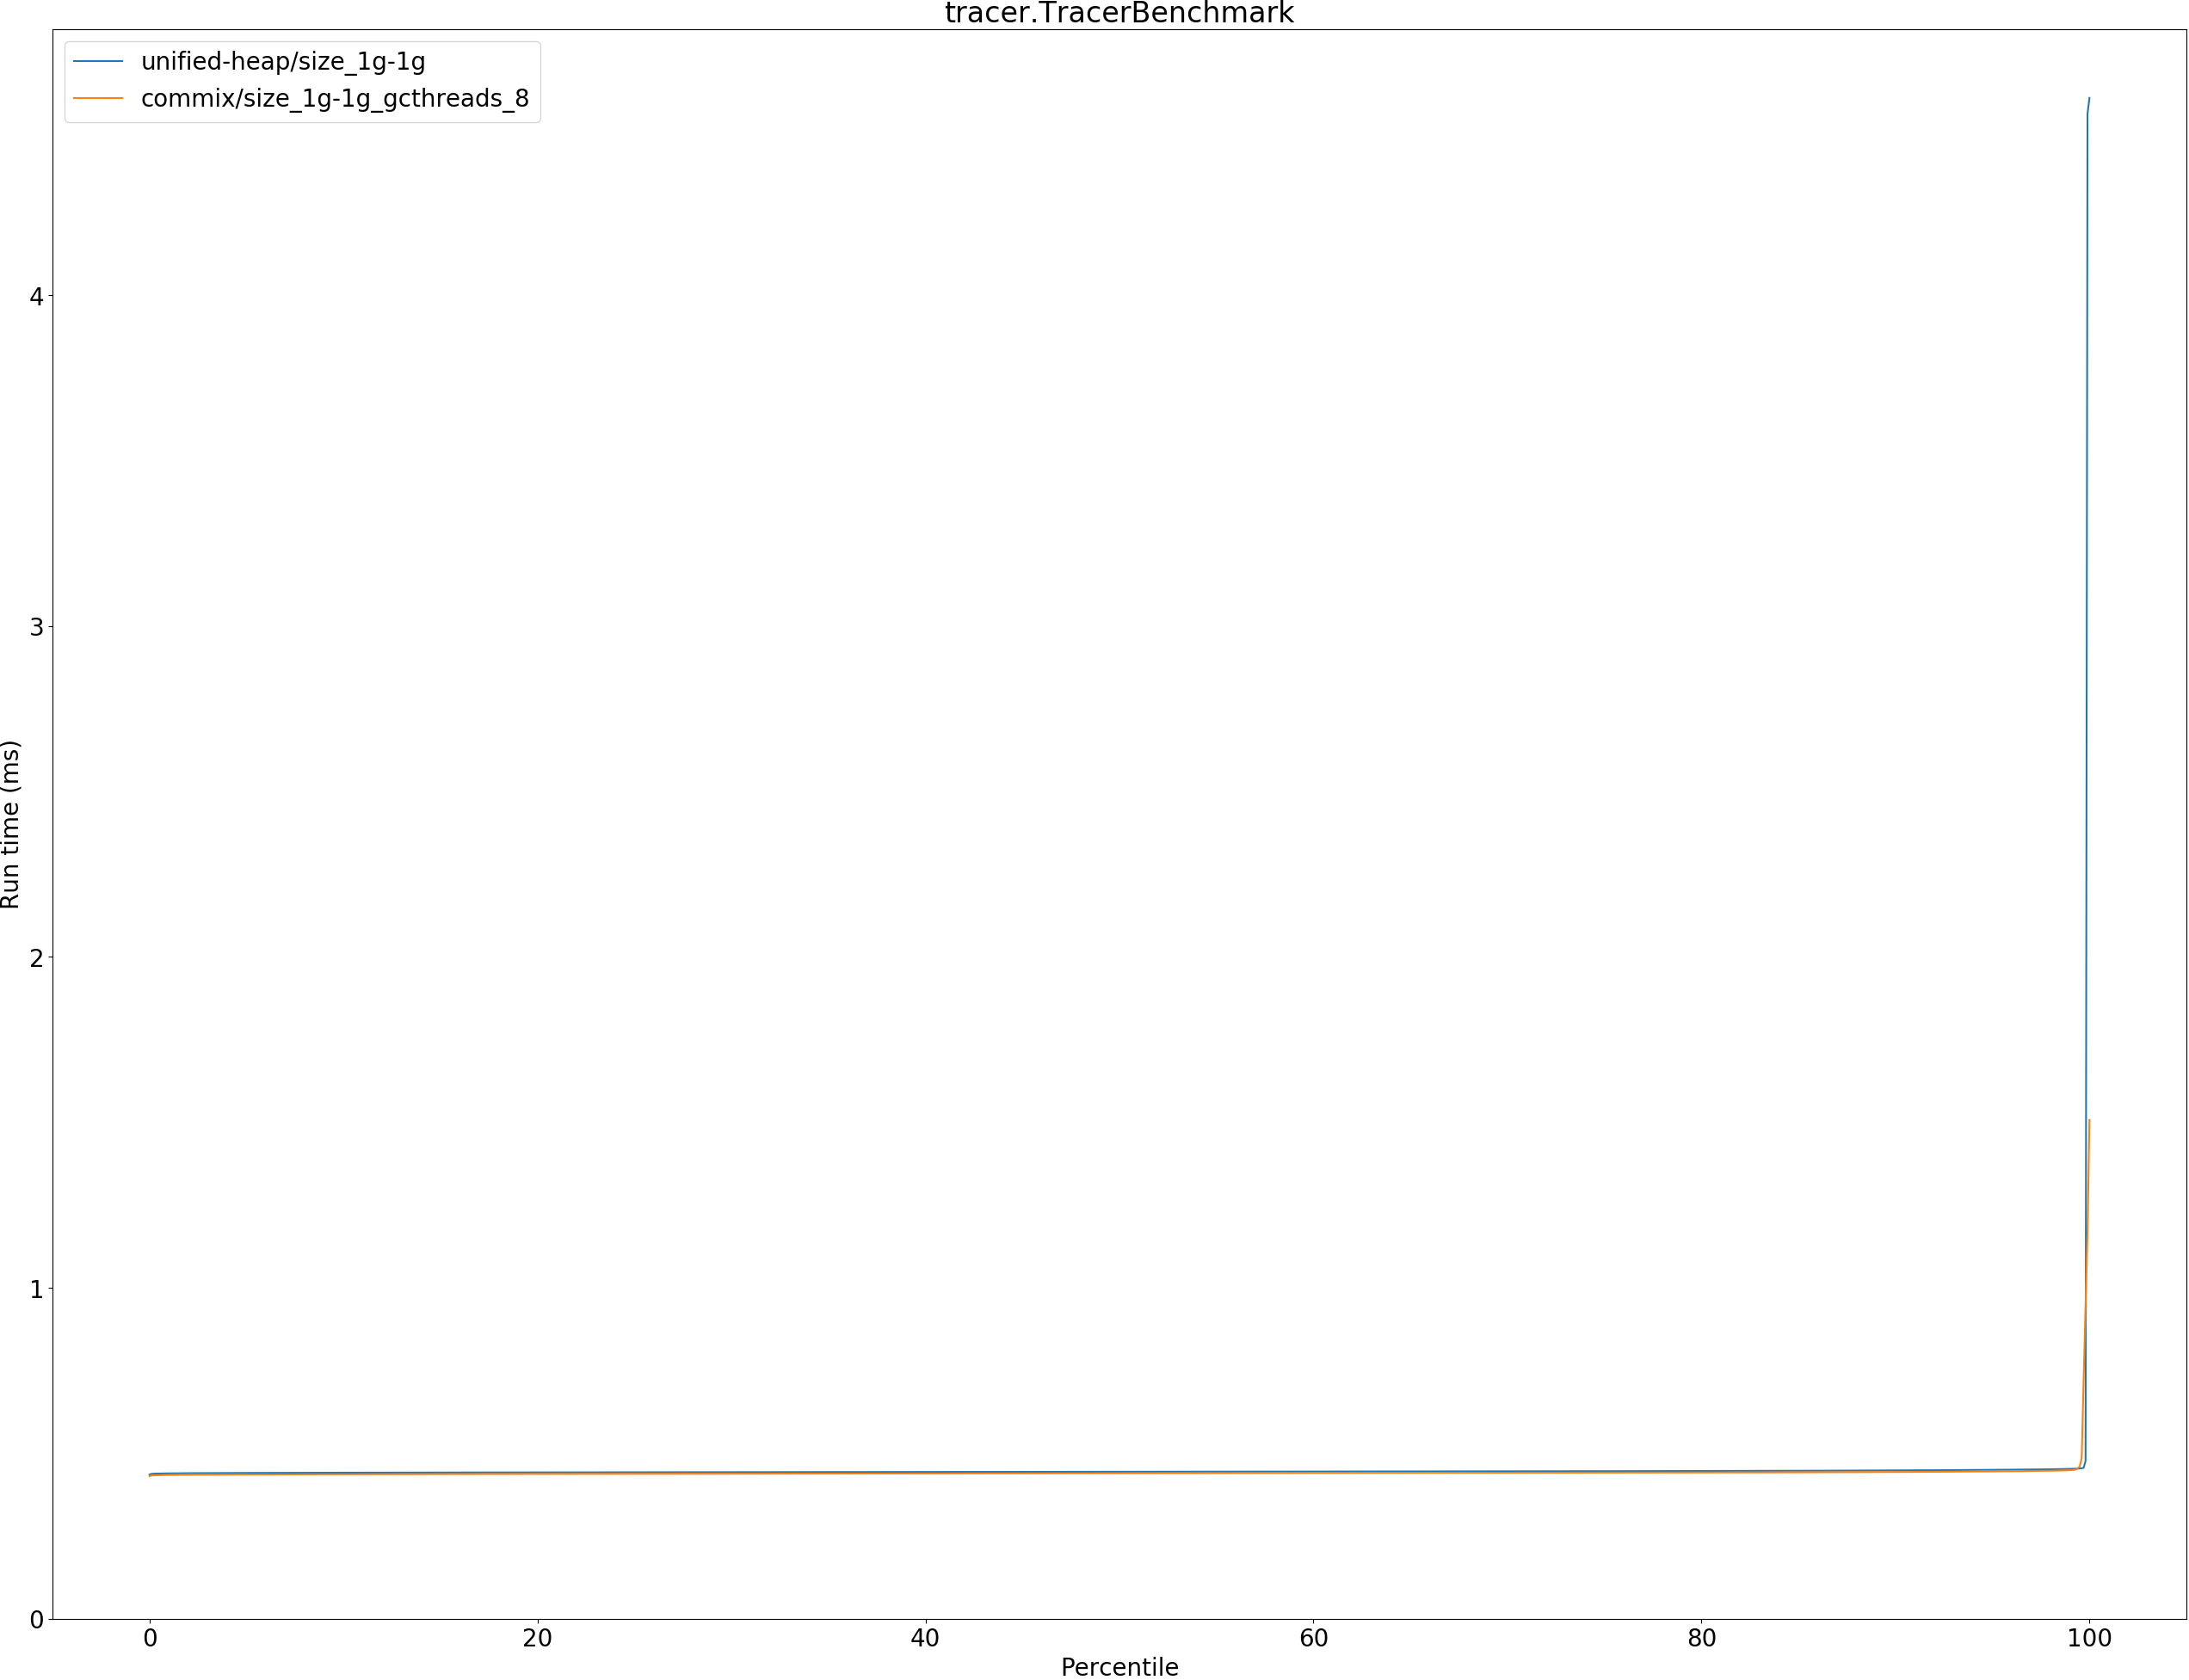 tracer.TracerBenchmark
unified-heap/size_1g-1g
commix/size_1g-1g_gcthreads_8
4
3
2
1
0
Run time (ms)
0 20 40 60 80 100
Percentile